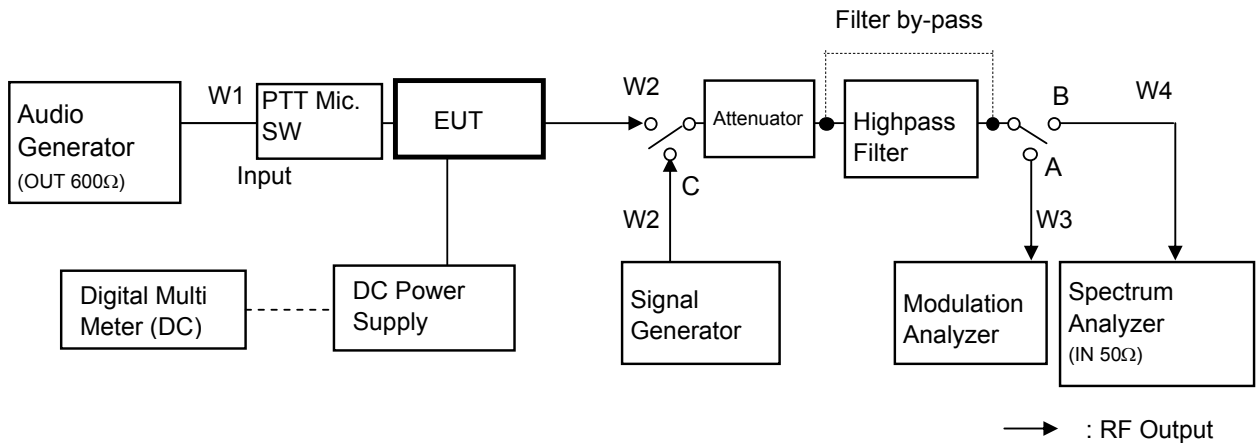 Filter by-pass
Audio
Generator
(OUT 600Ω)
W1
PTT Mic.
SW
Input
EUT
W2
C
W2
Attenuator
Highpass
Filter
B
A
W4
W3
Digital Multi
Meter (DC)
DC Power
Supply
Signal
Generator
Modulation
Analyzer
Spectrum
Analyzer
(IN 50Ω)
: RF Output